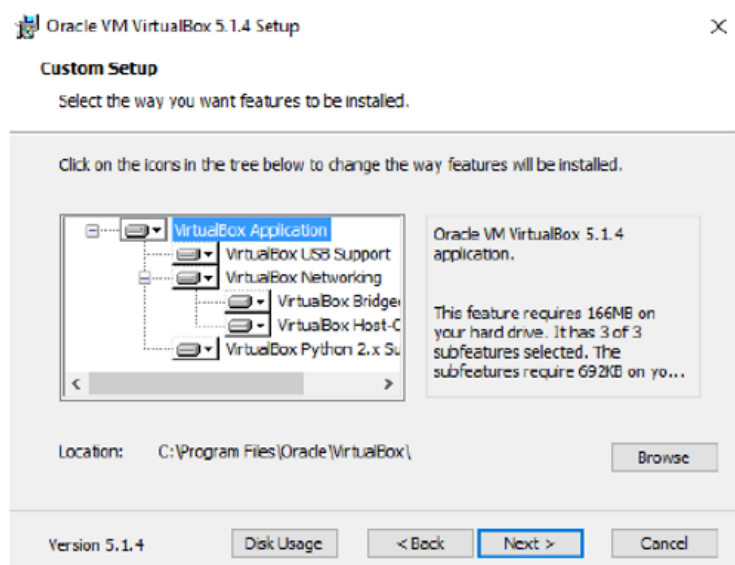 Oracle VM VirtualBox 5.1.4 Setup
Custom Setup
Select the way you want features to be installed.
Click on the icons in the tree below to change the way features will be installed.
VirtualBox Application
VirtualBox USB Support
VirtualBox Networking
VirtualBox Bridge
VirtualBox Host-C
VirtualBox Python 2.x Su
Oracle VM VirtualBox 5.1.4
application.
This feature requires 166MB on
your hard drive. It has 3 of 3
subfeatures selected. The
subfeatures require 692KB on yo...
Location: C:\Program Files\Oracle\VirtualBox\
Browse
Version 5.1.4
Disk Usage
< Back
Next >
Cancel